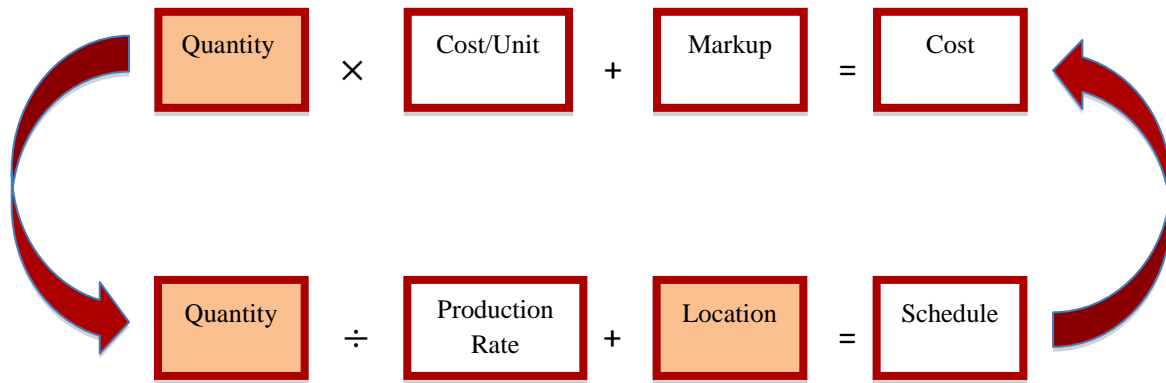 Quantity × Cost/Unit + Markup = Cost
Quantity ÷ Production Rate + Location = Schedule